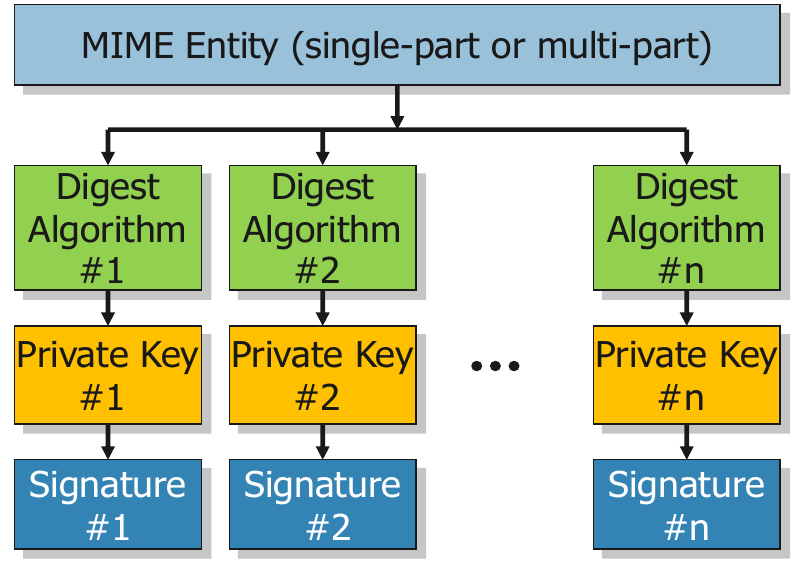 MIME Entity (single-part or multi-part)
Digest
Algorithm
#1
Digest
Algorithm
#2
Digest
Algorithm
#n
Private Key
#1
Private Key
#2
...
Private Key
#n
Signature
#1
Signature
#2
Signature
#n